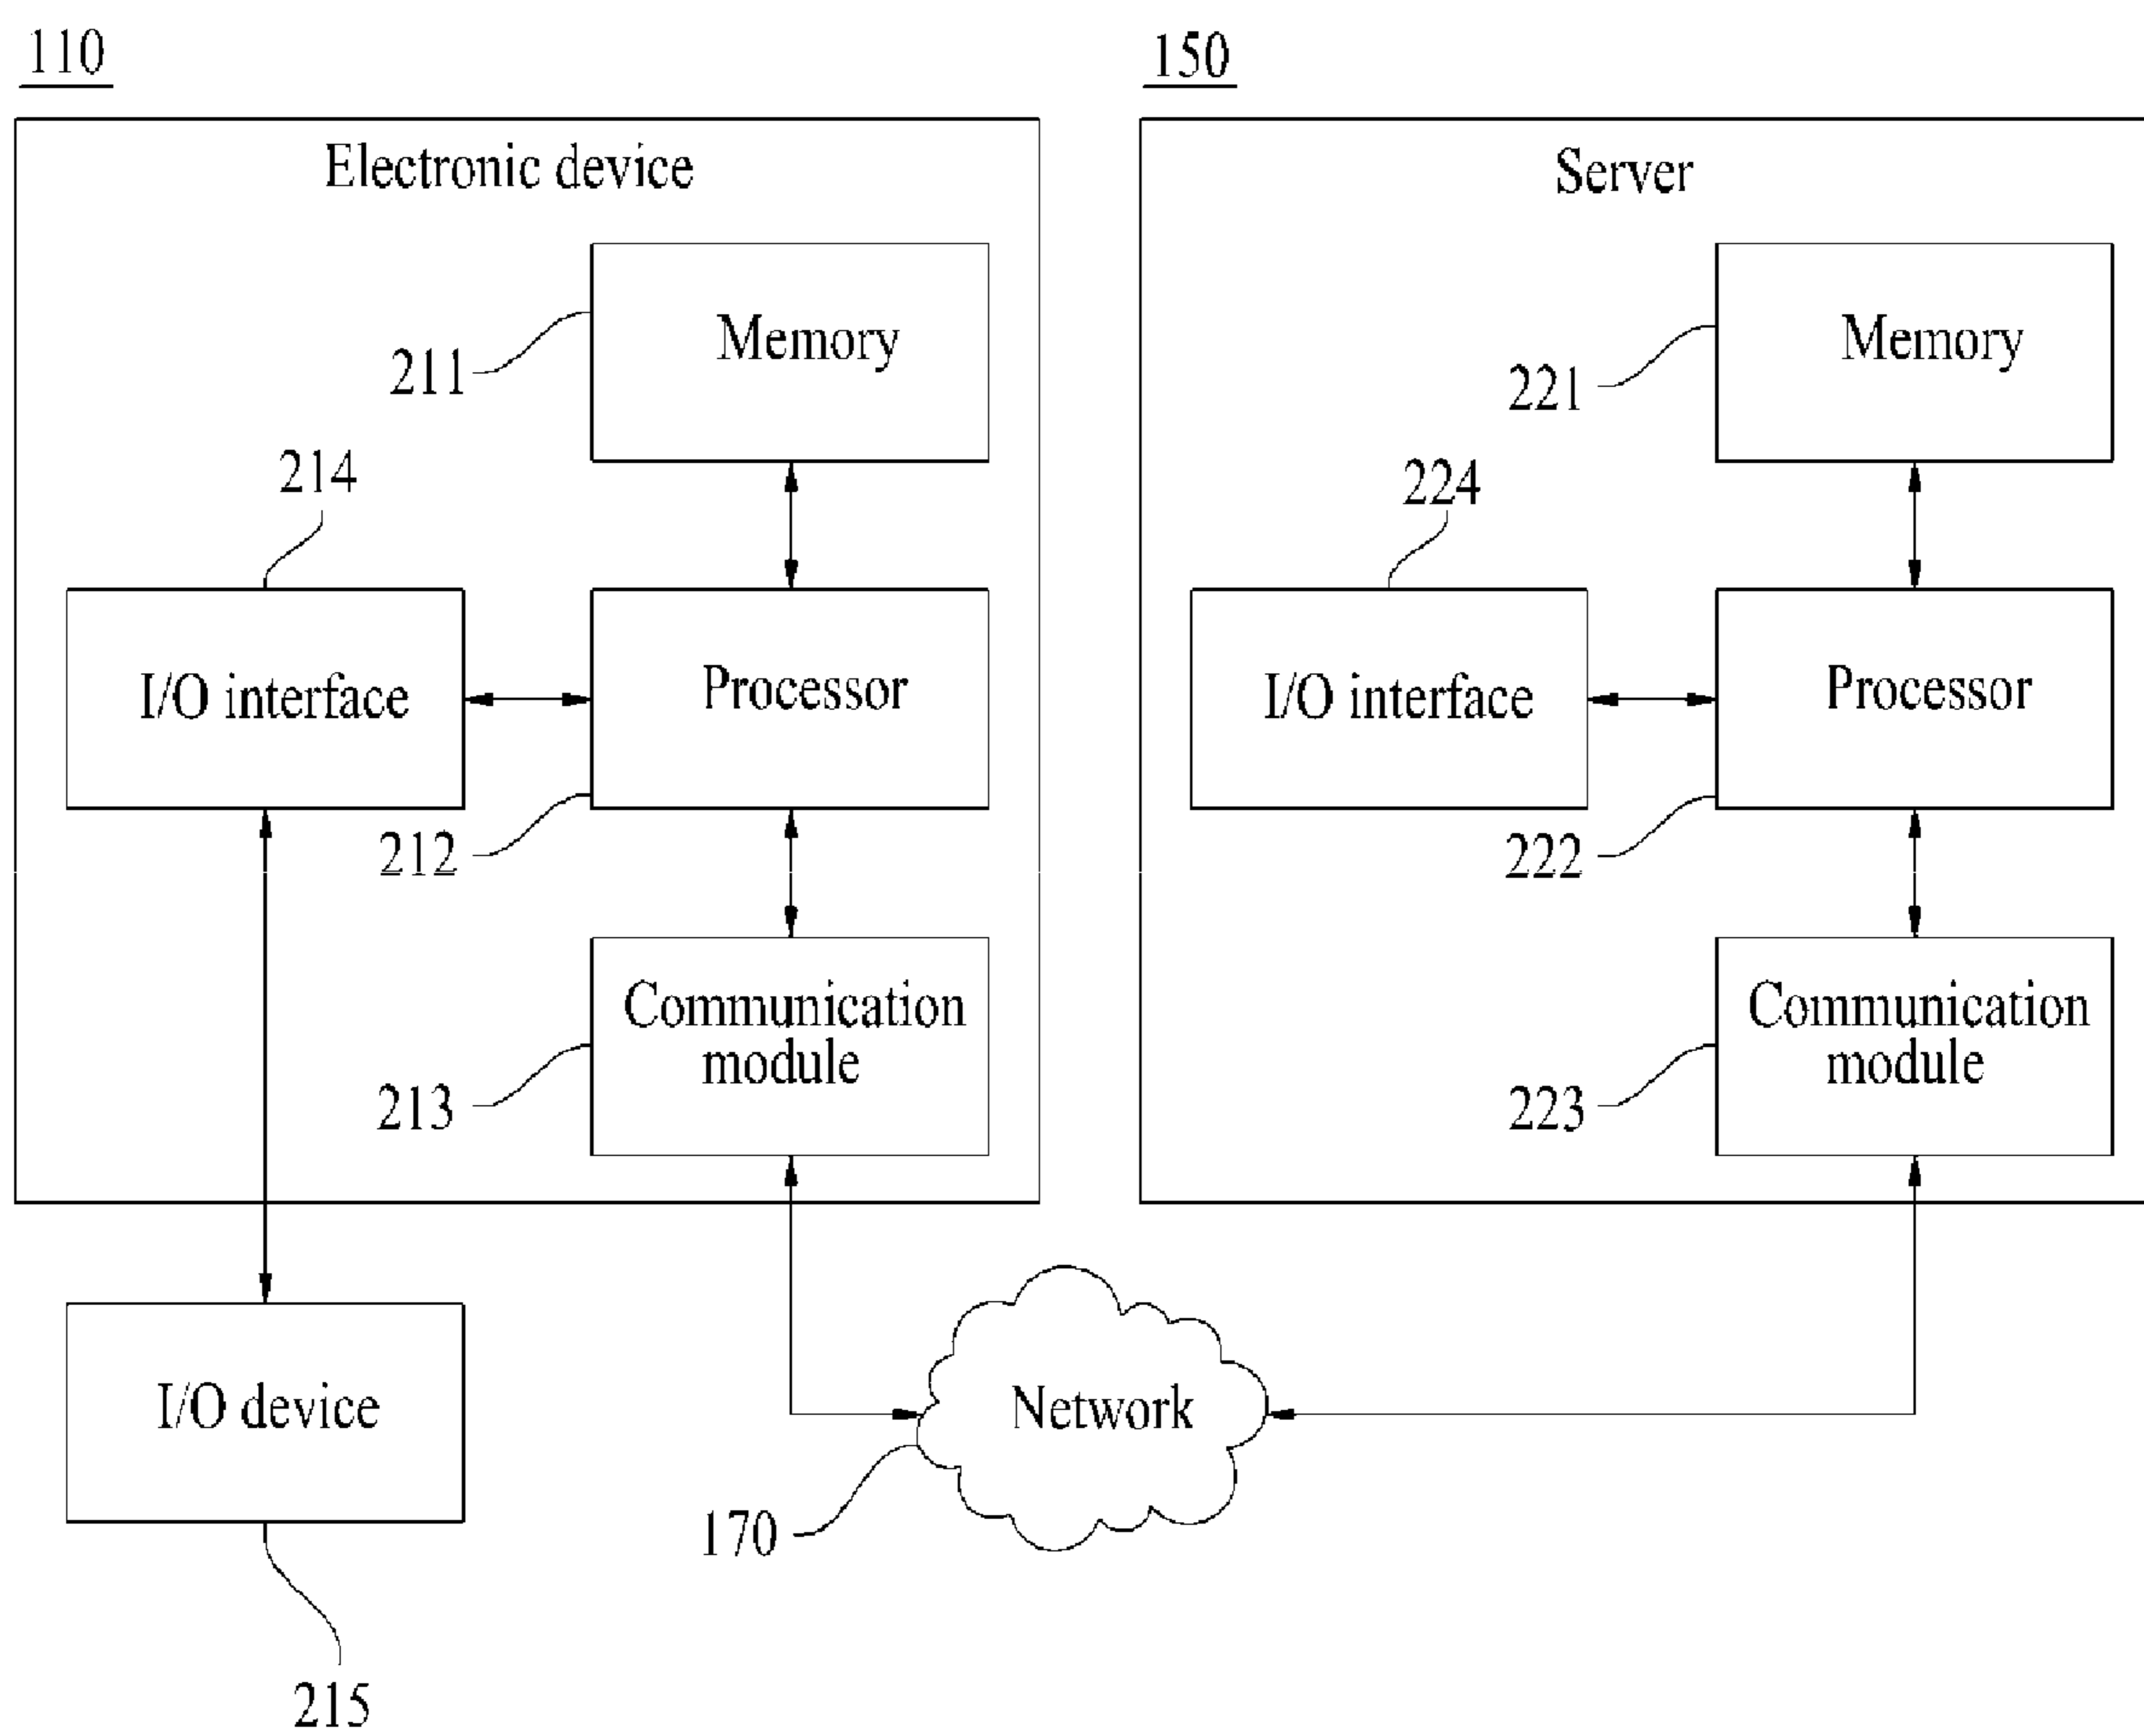 110
150
Electronic device
Server
Memory
Memory
211
221
214
224
I/O interface
Processor
I/O interface
Processor
212
222
Communication
module
Communication
module
213
223
I/O device
Network
170
215